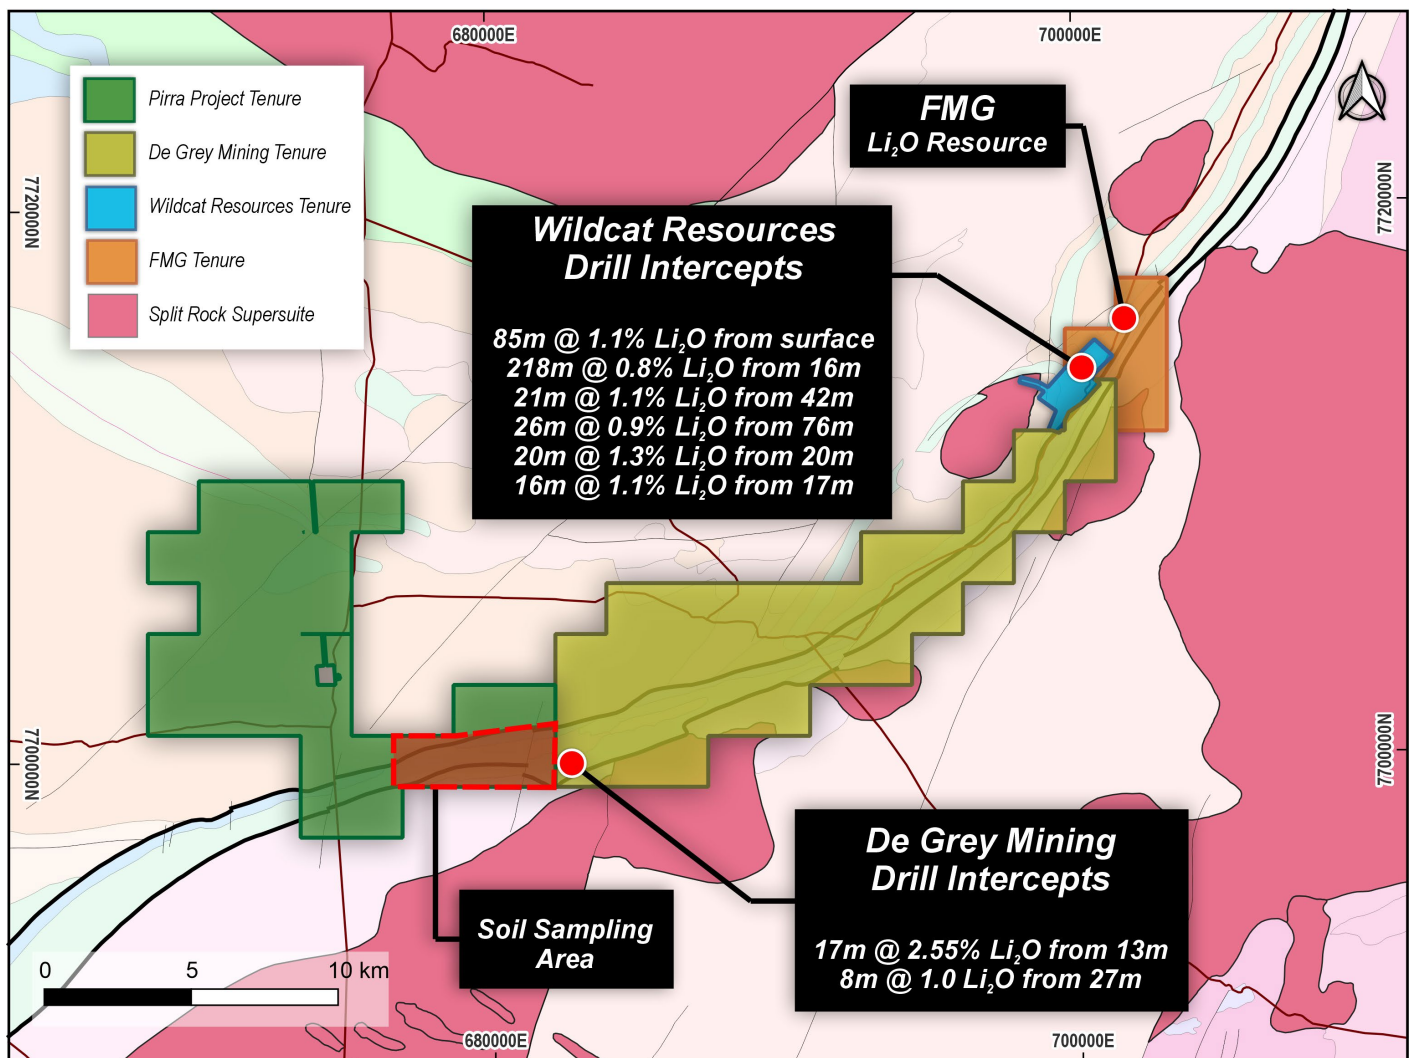 680000E
700000E
Pirra Project Tenure
De Grey Mining Tenure
Wildcat Resources Tenure
FMG Tenure
Split Rock Supersuite
FMG
Li₂O Resource
7720000N
7720000N
Wildcat Resources
Drill Intercepts
85m @ 1.1% Li₂O from surface
218m @ 0.8% Li₂O from 16m
21m @ 1.1% Li₂O from 42m
26m @ 0.9% Li₂O from 76m
20m @ 1.3% Li₂O from 20m
16m @ 1.1% Li₂O from 17m
7700000N
7700000N
De Grey Mining
Drill Intercepts
17m @ 2.55% Li₂O from 13m
8m @ 1.0 Li₂O from 27m
Soil Sampling
Area
0 5 10 km
680000E
700000E